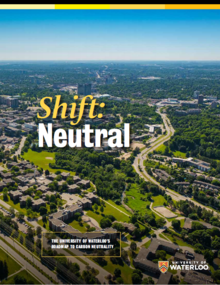 Shift:
Neutral
THE UNIVERSITY OF WATERLOO'S
ROADMAP TO CARBON NEUTRALITY
UNIVERSITY OF
WATERLOO